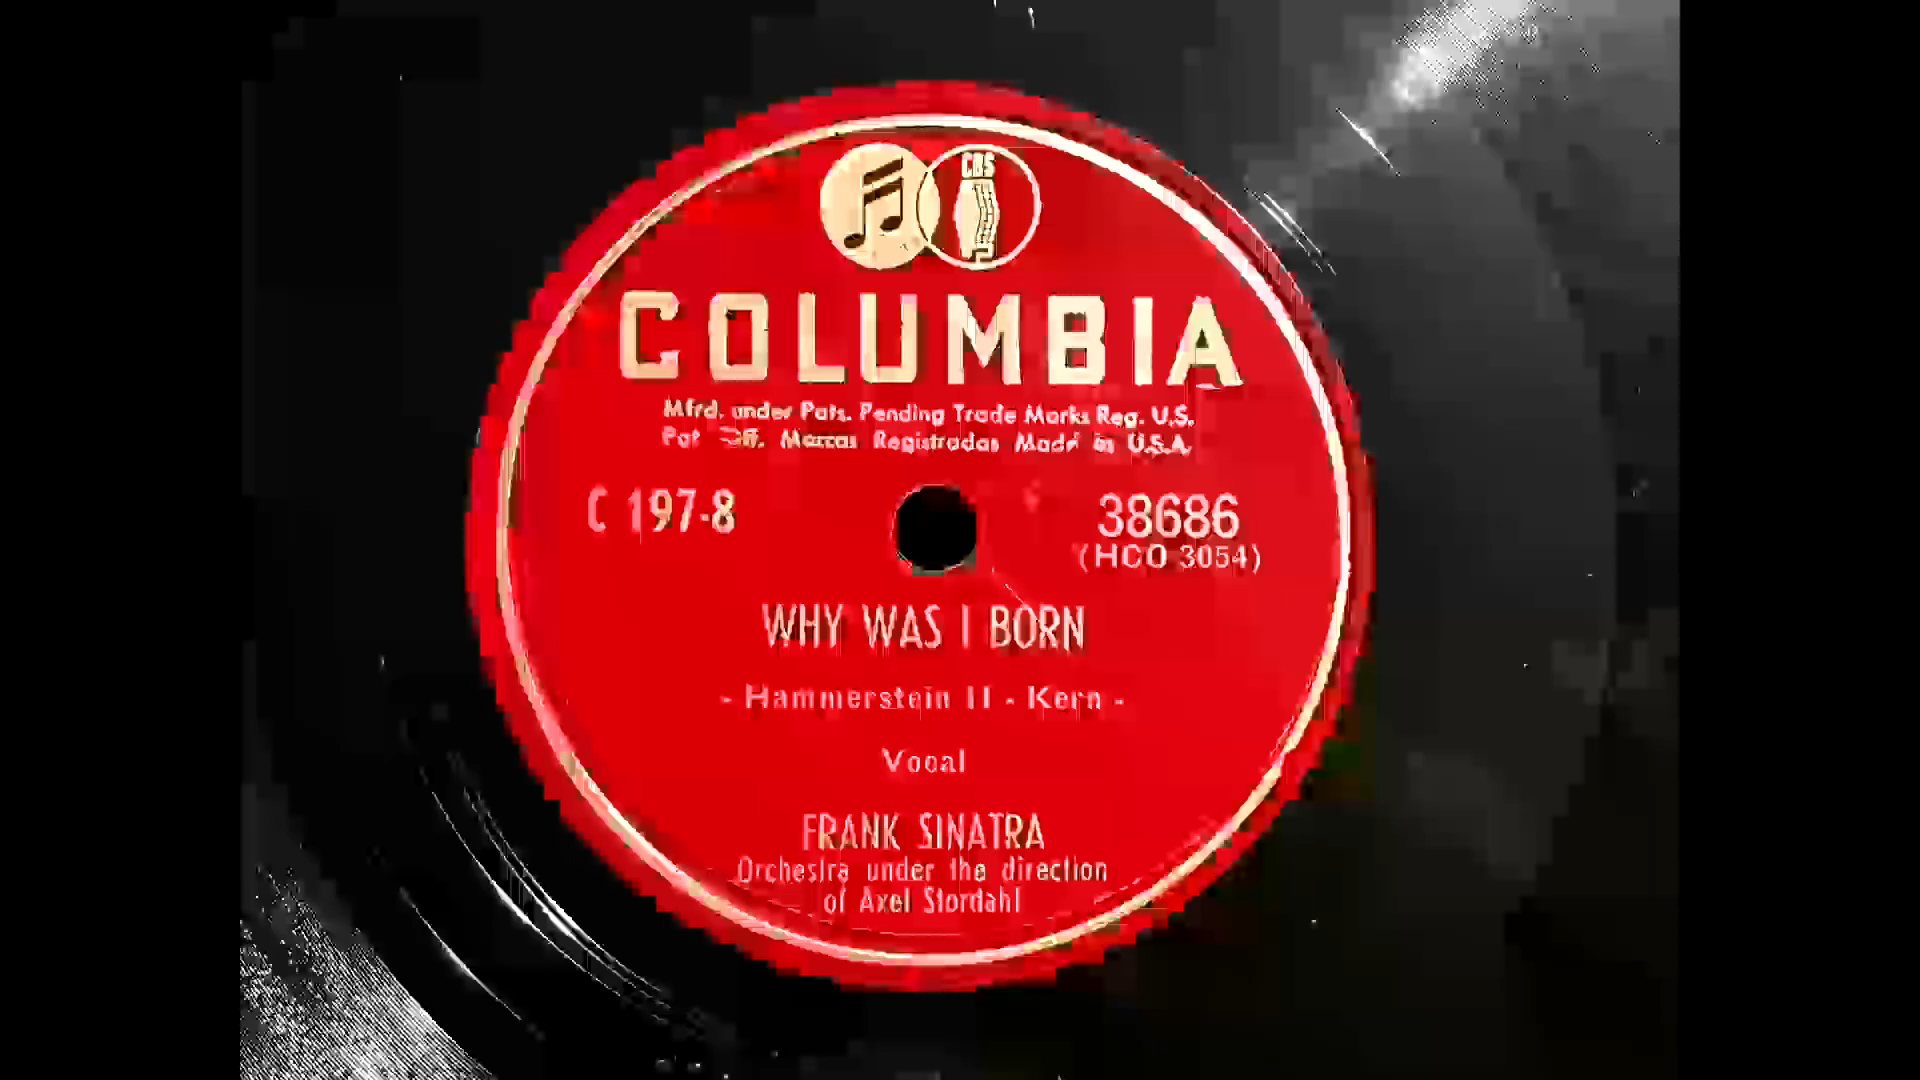 CBS
COLUMBIA
Mfrd. under Pats. Pending Trade Marks Reg. U.S.
Pat Off. Marcas Registradas Made in U.S.A.
C 197-8
38686
(HCO 3054)
WHY WAS I BORN
- Hammerstein II - Kern -
Vocal
FRANK SINATRA
Orchestra under the direction
of Axel Stordahl